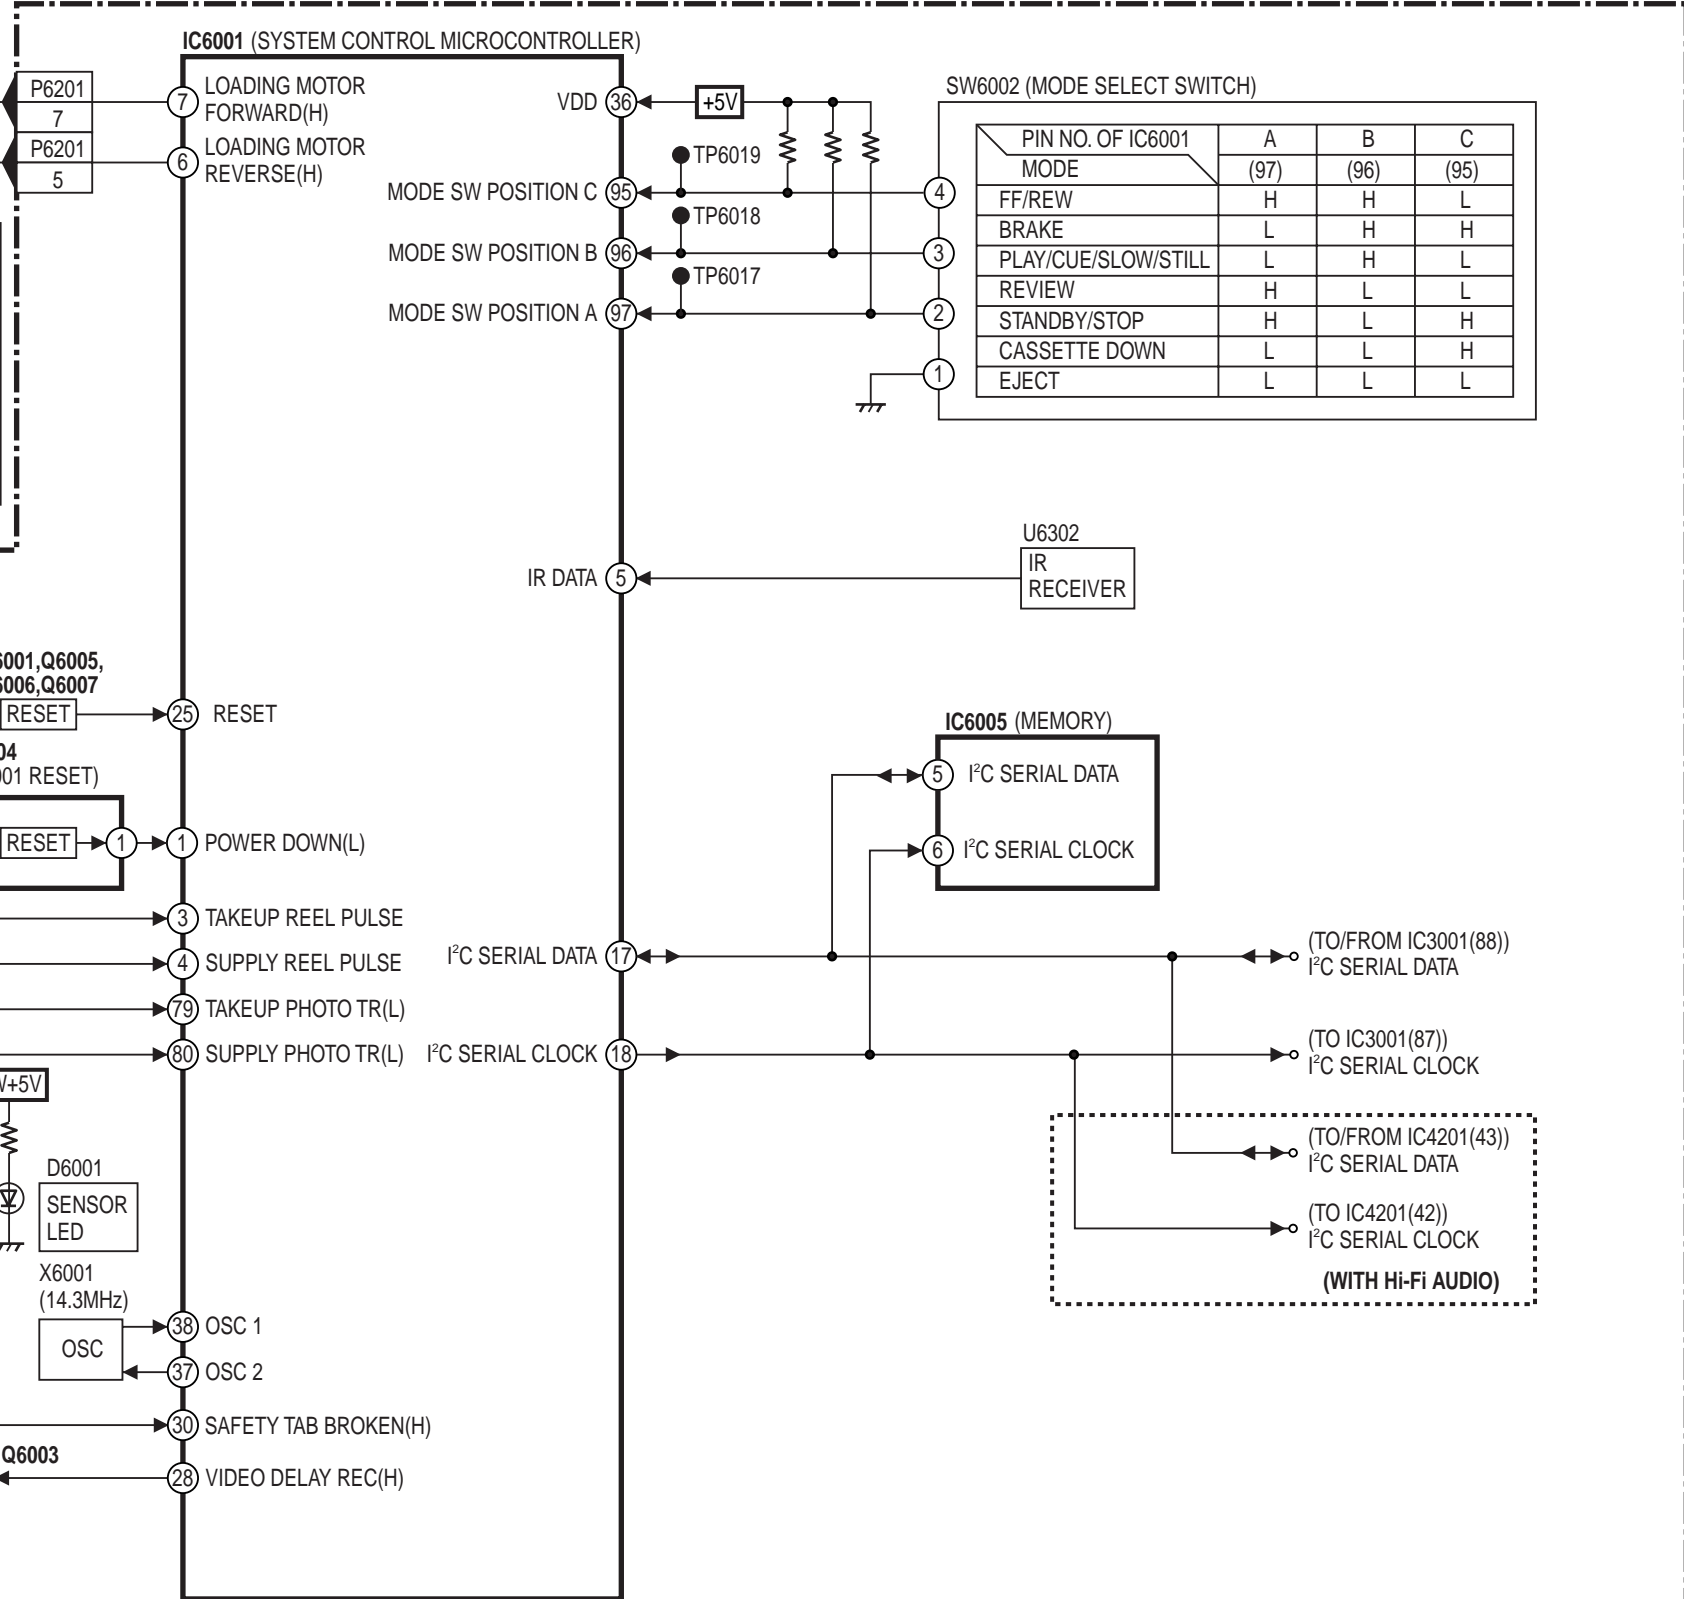 IC6001 (SYSTEM CONTROL MICROCONTROLLER)
P6201
7
P6201
5
7 LOADING MOTOR
FORWARD(H)
6 LOADING MOTOR
REVERSE(H)
VDD 36
+5V
TP6019
MODE SW POSITION C 95
TP6018
MODE SW POSITION B 96
TP6017
MODE SW POSITION A 97
SW6002 (MODE SELECT SWITCH)
4
3
2
1
PIN NO. OF IC6001 A B C
MODE (97) (96) (95)
FF/REW H H L
BRAKE L H H
PLAY/CUE/SLOW/STILL L H L
REVIEW H L L
STANDBY/STOP H L H
CASSETTE DOWN L L H
EJECT L L L
U6302
IR
RECEIVER
IR DATA 5
6001,Q6005,
6006,Q6007
RESET
25 RESET
04
001 RESET)
RESET 1
1 POWER DOWN(L)
IC6005 (MEMORY)
5 I²C SERIAL DATA
6 I²C SERIAL CLOCK
3 TAKEUP REEL PULSE
4 SUPPLY REEL PULSE
79 TAKEUP PHOTO TR(L)
80 SUPPLY PHOTO TR(L)
I²C SERIAL DATA 17
I²C SERIAL CLOCK 18
(TO/FROM IC3001(88))
I²C SERIAL DATA
(TO IC3001(87))
I²C SERIAL CLOCK
(TO/FROM IC4201(43))
I²C SERIAL DATA
(TO IC4201(42))
I²C SERIAL CLOCK
(WITH Hi-Fi AUDIO)
+5V
D6001
SENSOR
LED
X6001
(14.3MHz)
OSC
38 OSC 1
37 OSC 2
30 SAFETY TAB BROKEN(H)
Q6003
28 VIDEO DELAY REC(H)